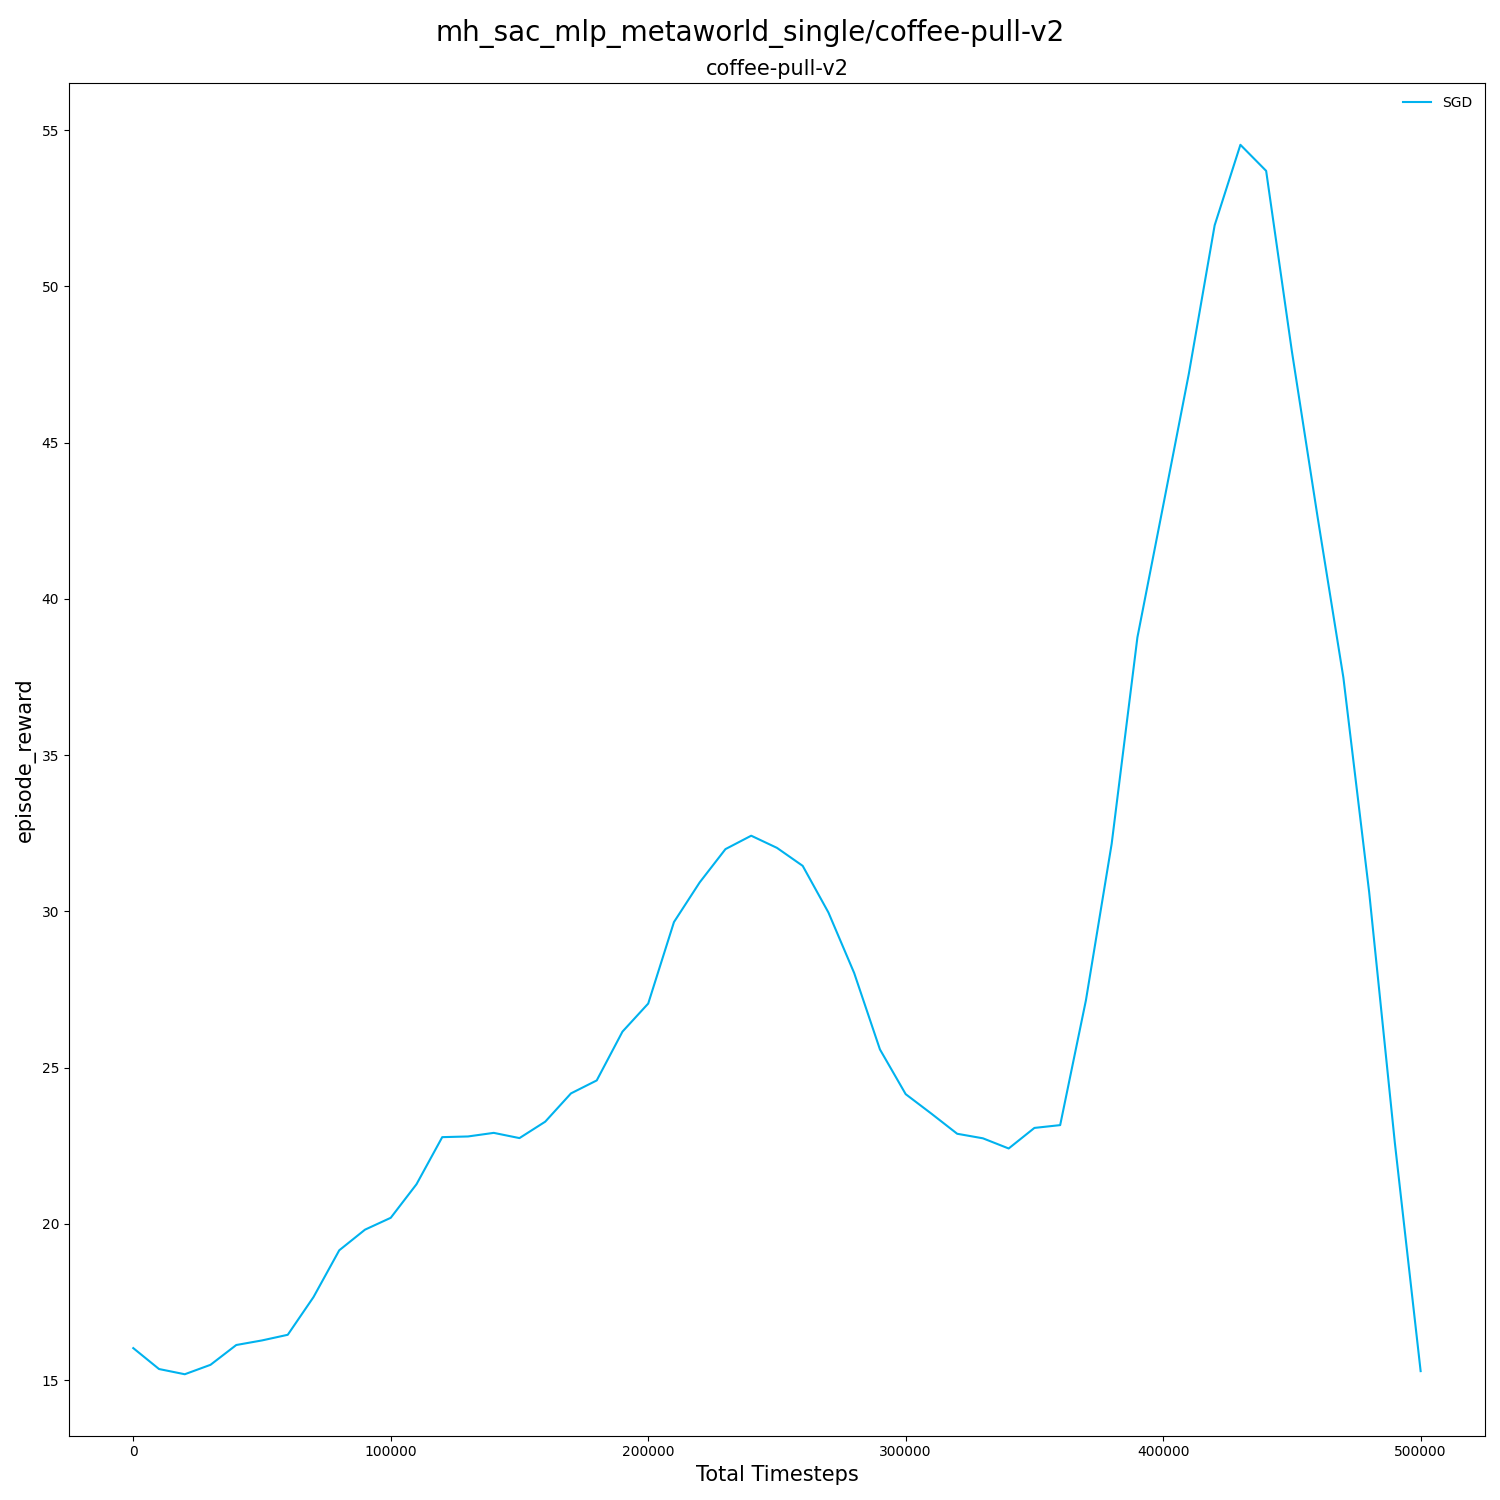 mh_sac_mlp_metaworld_single/coffee-pull-v2
coffee-pull-v2
SGD
55
50
45
40
35
30
25
20
15
episode_reward
0 100000 200000 300000 400000 500000
Total Timesteps